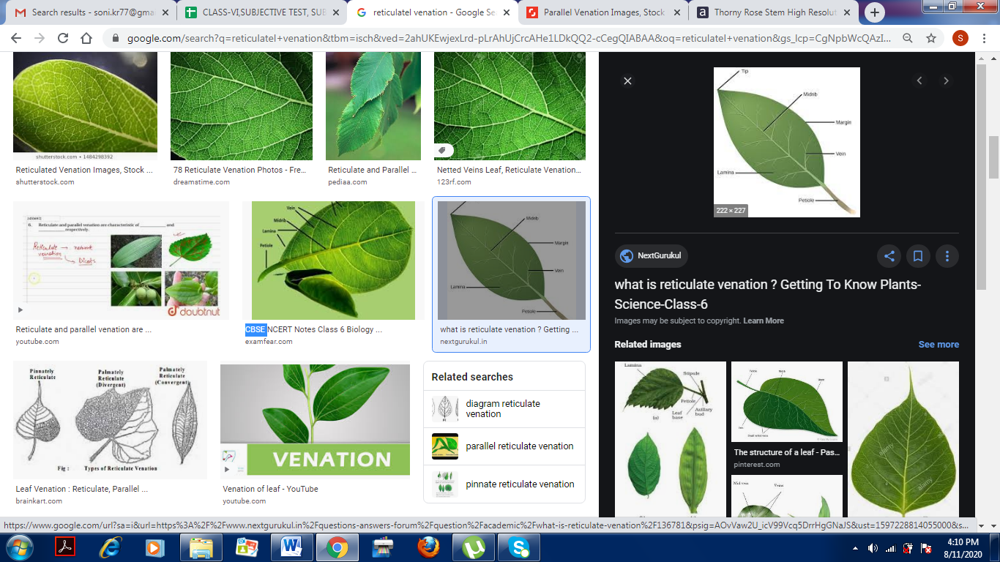 Search results - soni.kr77@gma
CLASS-VI,SUBJECTIVE TEST, SUB
reticulatel venation - Google Se
Parallel Venation Images, Stock
Thorny Rose Stem High Resolut
google.com/search?q=reticulatel+venation&tbm=isch&ved=2ahUKEwjexLrd-pLrAhUjCrcAHe1LDkQQ2-cCegQIABAA&oq=reticulatel+venation&gs_lcp=CgNpbWcQAzI...
S
shutterstock.com • 1484298392
Reticulated Venation Images, Stock ...
shutterstock.com
78 Reticulate Venation Photos - Fre...
dreamstime.com
Reticulate and Parallel ...
pediaa.com
Netted Veins Leaf, Reticulate Venation...
123rf.com
6. Reticulate and parallel venation are characteristic of ________ and
________ respectively.
Reticulate → network
venation
→ Dicots
doubtnut
Reticulate and parallel venation are ...
youtube.com
Vein
Midrib
Lamina
Petiole
CBSE NCERT Notes Class 6 Biology ...
examfear.com
Midrib
Margin
Vein
Lamina
Petiole
what is reticulate venation ? Getting ...
nextgurukul.in
Pinnately
Reticulate
Palmately
Reticulate
(Divergent)
Palmately
Reticulate
(Convergent)
Fig : Types of Reticulate Venation
Leaf Venation : Reticulate, Parallel ...
brainkart.com
VENATION
Venation of leaf - YouTube
youtube.com
Related searches
diagram reticulate
venation
parallel reticulate venation
pinnate reticulate venation
Tip
Midrib
Margin
Vein
Lamina
Petiole
222 × 227
NextGurukul
what is reticulate venation ? Getting To Know Plants-
Science-Class-6
Images may be subject to copyright. Learn More
Related images
See more
Lamina
Stipule
Petiole
Leaf
base
Axillary
bud
(a)
The structure of a leaf - Pas...
pinterest.com
Mid vein
Veins
alamy
https://www.google.com/url?sa=i&url=https%3A%2F%2Fwww.nextgurukul.in%2Fquestions-answers-forum%2Fquestion%2Facademic%2Fwhat-is-reticulate-venation%2F136781&psig=AOvVaw2U_icV99Vcq5DrrHgGNaJS&ust=1597228814055000&s...
4:10 PM
8/11/2020